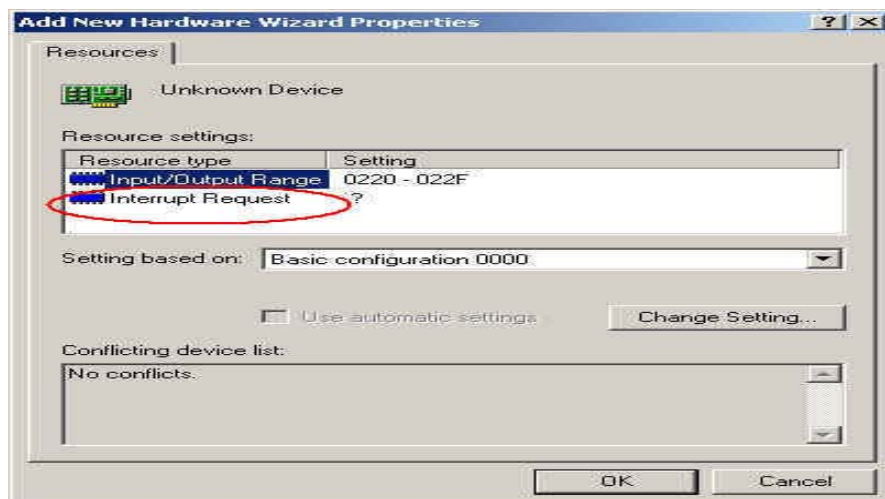 Add New Hardware Wizard Properties
Resources
Unknown Device
Resource settings:
Resource type Setting
Input/Output Range 0220 - 022F
Interrupt Request ?
Setting based on: Basic configuration 0000
Use automatic settings Change Setting...
Conflicting device list:
No conflicts.
OK Cancel